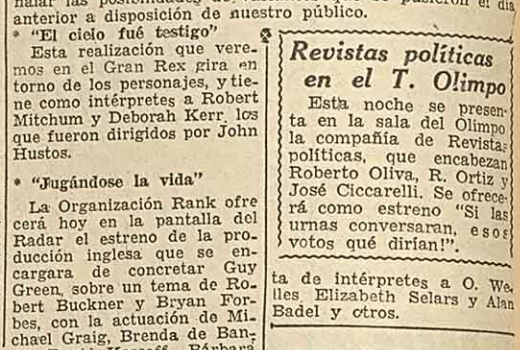 anterior a disposición de nuestro público.
* "El cielo fué testigo"
Esta realización que vere-
mos en el Gran Rex gira en
torno de los personajes, y tie-
ne como intérpretes a Robert
Mitchum y Deborah Kerr, los
que fueron dirigidos por John
Hustos.
* "Jugándose la vida"
La Organización Rank ofre
cerá hoy en la pantalla del
Radar el estreno de la pro-
ducción inglesa que se en-
cargara de concretar Guy
Green, sobre un tema de Ro-
bert Buckner y Bryan For-
bes, con la actuación de Mi-
chael Graig, Brenda de Ban-
Bárbara
Revistas políticas
en el T. Olimpo
Esta noche se presen-
ta en la sala del Olimpo
la compañía de Revistas
políticas, que encabezan
Roberto Oliva, R. Ortiz y
José Ciccarelli. Se ofrece-
rá como estreno "Si las
urnas conversaran, esos
votos qué dirían!".
ta de intérpretes a O. We-
lles, Elizabeth Selars y Alan
Badel y otros.